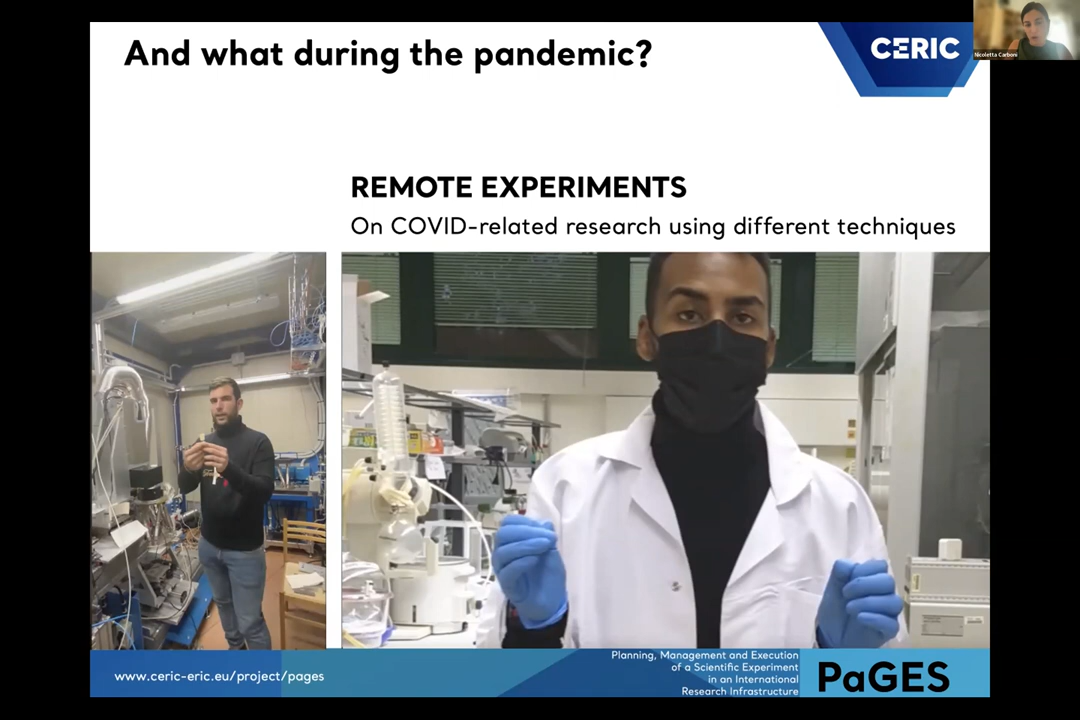 And what during the pandemic?
CERIC
Nicoletta Carboni
REMOTE EXPERIMENTS
On COVID-related research using different techniques
www.ceric-eric.eu/project/pages
Planning, Management and Execution
of a Scientific Experiment
in an International
Research Infrastructure
PaGES